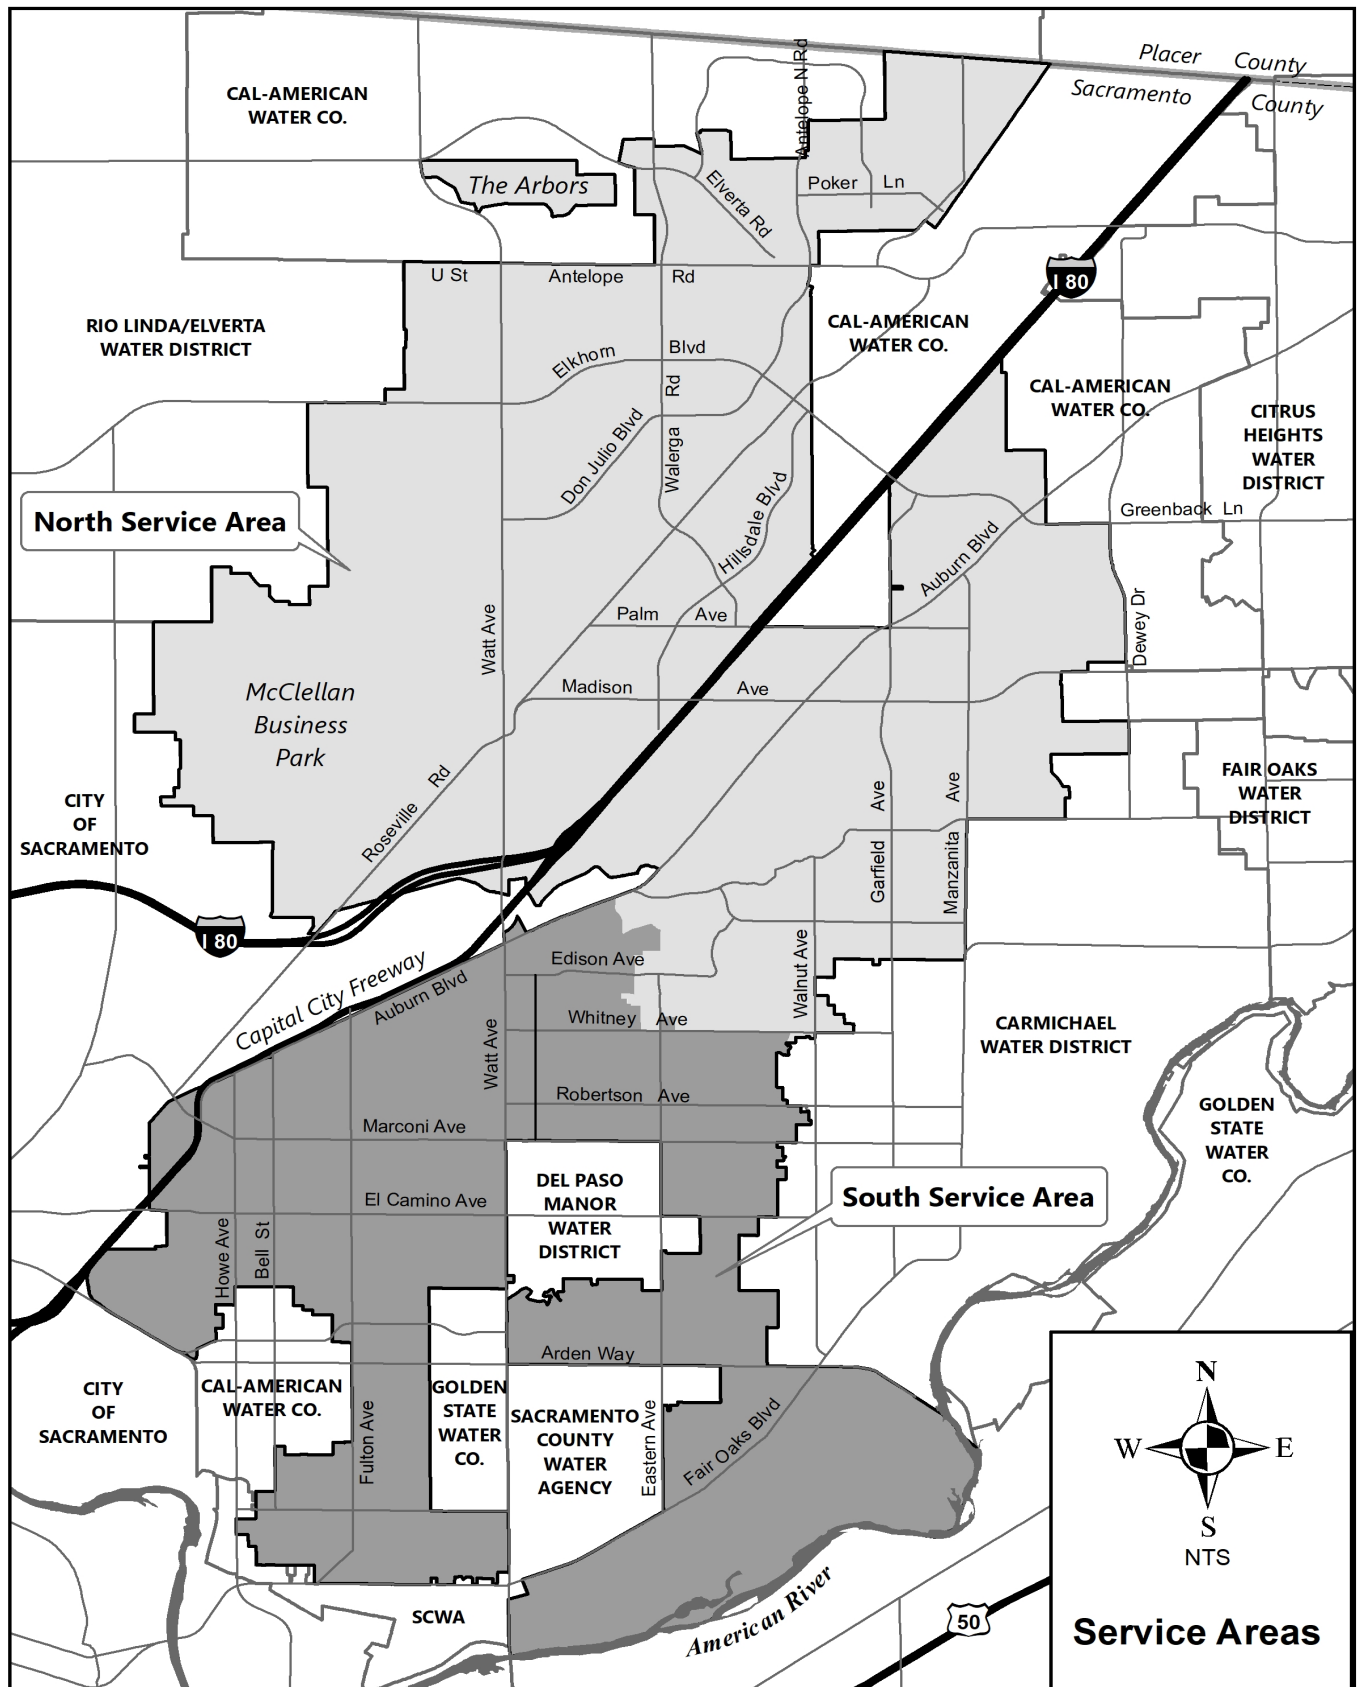 Placer County
Sacramento County
CAL-AMERICAN
WATER CO.
Antelope N Rd
The Arbors
Elverta Rd
Poker Ln
U St
Antelope Rd
I 80
RIO LINDA/ELVERTA
WATER DISTRICT
CAL-AMERICAN
WATER CO.
Elkhorn Blvd
CAL-AMERICAN
WATER CO.
CITRUS
HEIGHTS
WATER
DISTRICT
Don Julio Blvd
Walerga Rd
Hillsdale Blvd
North Service Area
Greenback Ln
Auburn Blvd
Dewey Dr
Watt Ave
Palm Ave
Madison Ave
McClellan
Business
Park
Roseville Rd
CITY
OF
SACRAMENTO
FAIR OAKS
WATER
DISTRICT
Garfield Ave
Manzanita Ave
I 80
Capital City Freeway
Auburn Blvd
Edison Ave
Walnut Ave
Whitney Ave
Watt Ave
CARMICHAEL
WATER DISTRICT
Robertson Ave
Marconi Ave
GOLDEN
STATE
WATER
CO.
DEL PASO
MANOR
WATER
DISTRICT
South Service Area
El Camino Ave
Howe Ave
Bell St
Arden Way
CITY
OF
SACRAMENTO
CAL-AMERICAN
WATER CO.
Fulton Ave
GOLDEN
STATE
WATER
CO.
SACRAMENTO
COUNTY
WATER
AGENCY
Eastern Ave
Fair Oaks Blvd
SCWA
American River
50
N
W E
S
NTS
Service Areas